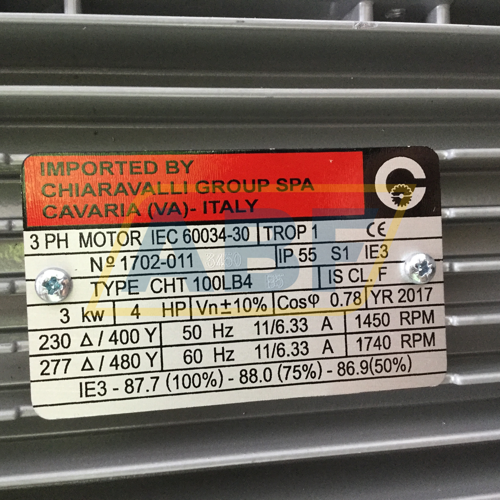 IMPORTED BY
CHIARAVALLI GROUP SPA
CAVARIA (VA)- ITALY
C
3 PH MOTOR IEC 60034-30 TROP 1 CE
Nº 1702-011 IP 55 S1 IE3
TYPE CHT 100LB4 B5 IS CL F
3 kw 4 HP Vn±10% Cosφ 0.78 YR 2017
230 Δ / 400 Y 50 Hz 11/6.33 A 1450 RPM
277 Δ / 480 Y 60 Hz 11/6.33 A 1740 RPM
IE3 - 87.7 (100%) - 88.0 (75%) - 86.9(50%)
ABF